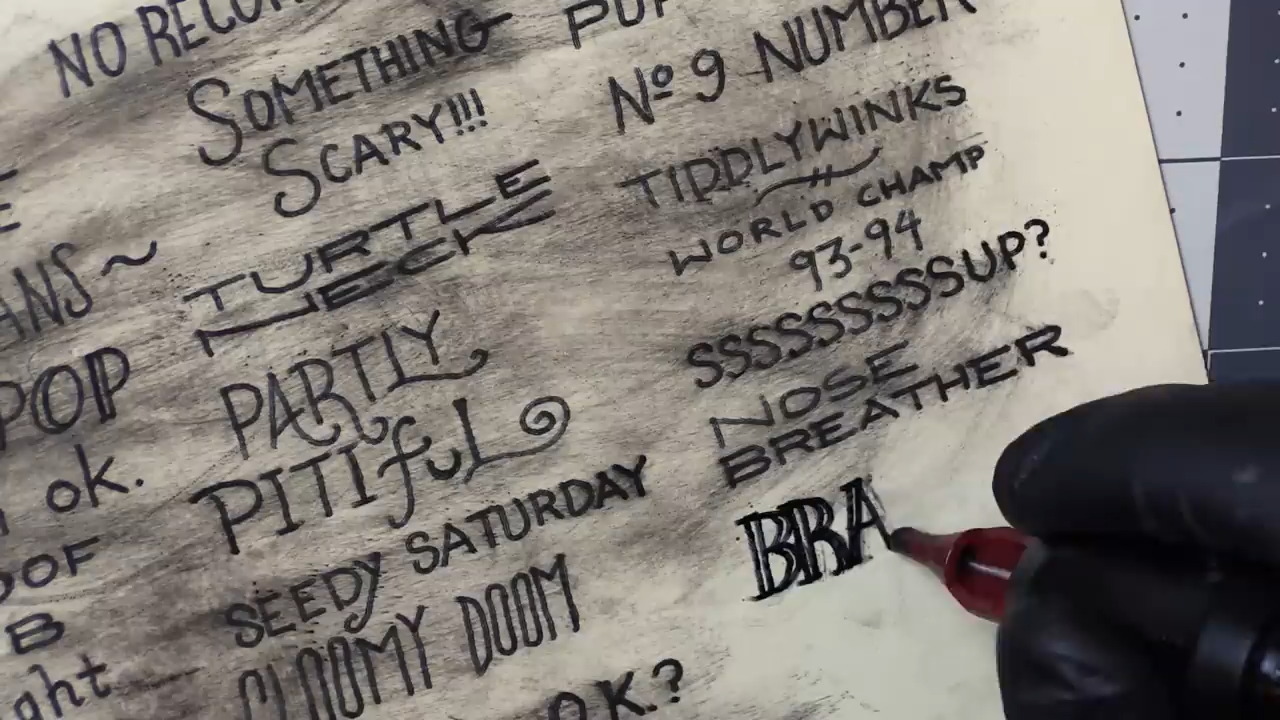 NO
SOMETHING
SCARY!!!
TURTLE
NECK
PARTLY
PITIfuL
SEEDY SATURDAY
GLOOMY DOOM
OK.?
Nº 9 NUMBER
TIDDLYWINKS
WORLD CHAMP
93-94
SSSSSSSSSUP?
NOSE
BREATHER
BRA
POP
ok.
OF
B